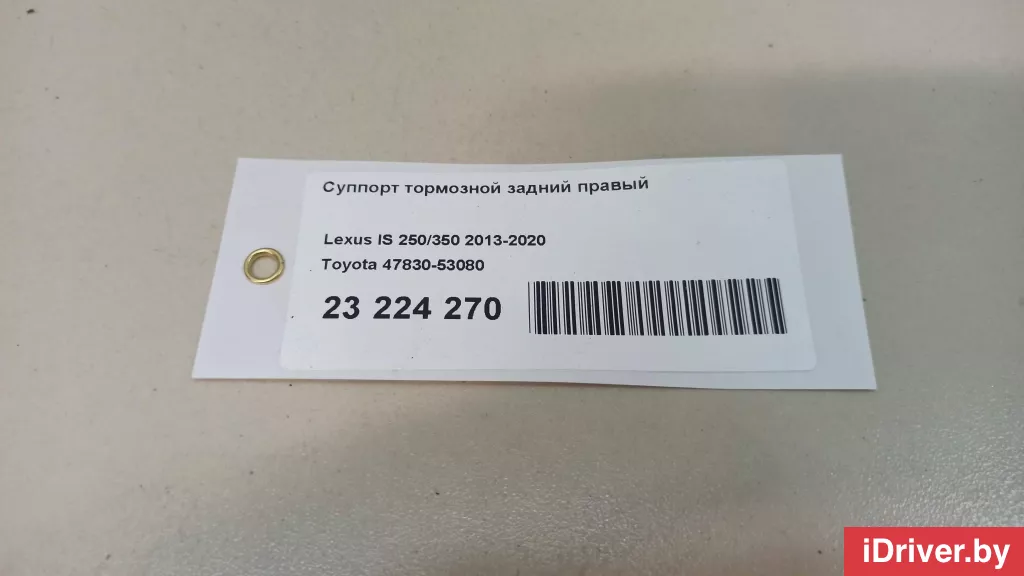 Суппорт тормозной задний правый
Lexus IS 250/350 2013-2020
Toyota 47830-53080
23 224 270
iDriver.by